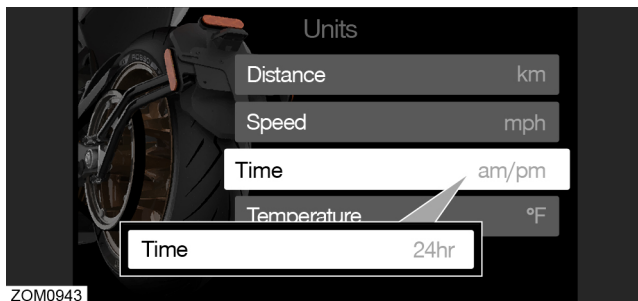 Units
Distance km
Speed mph
Time am/pm
Temperature °F
Time 24hr
ZOM0943